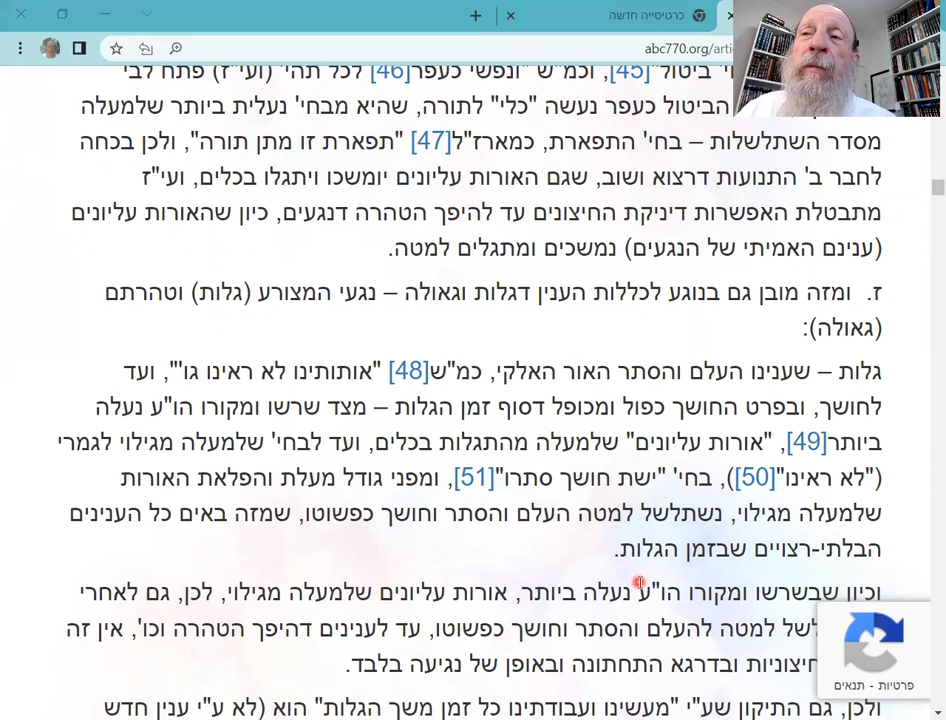 כרטיסייה חדשה
abc770.org/arti
חי' ביטול"[45], וכמ"ש "ונפשי כעפר[46] לכל תהי' (ועי"ז) פתח לבי
הביטול כעפר נעשה "כלי" לתורה, שהיא מבחי' נעלית ביותר שלמעלה
מסדר השתלשלות – בחי' התפארת, כמארז"ל[47] "תפארת זו מתן תורה", ולכן בכחה
לחבר ב' התנועות דרצוא ושוב, שגם האורות עליונים יומשכו ויתגלו בכלים, ועי"ז
מתבטלת האפשרות דיניקת החיצונים עד להיפך הטהרה דנגעים, כיון שהאורות עליונים
(ענינם האמיתי של הנגעים) נמשכים ומתגלים למטה.
ז. ומזה מובן גם בנוגע לכללות הענין דגלות וגאולה – נגעי המצורע (גלות) וטהרתם
(גאולה):
גלות – שענינו העלם והסתר האור האלקי, כמ"ש[48] "אותותינו לא ראינו גו'", ועד
לחושך, ובפרט החושך כפול ומכופל דסוף זמן הגלות – מצד שרשו ומקורו הו"ע נעלה
ביותר[49], "אורות עליונים" שלמעלה מהתגלות בכלים, ועד לבחי' שלמעלה מגילוי לגמרי
("לא ראינו"[50]), בחי' "ישת חושך סתרו"[51], ומפני גודל מעלת והפלאת האורות
שלמעלה מגילוי, נשתלשל למטה העלם והסתר וחושך כפשוטו, שמזה באים כל הענינים
הבלתי-רצויים שבזמן הגלות.
וכיון שבשרשו ומקורו הו"ע נעלה ביותר, אורות עליונים שלמעלה מגילוי, לכן, גם לאחרי
שלשל למטה להעלם והסתר וחושך כפשוטו, עד לענינים דהיפך הטהרה וכו', אין זה
חיצוניות ובדרגא התחתונה ובאופן של נגיעה בלבד.
ולכן, גם התיקון שע"י "מעשינו ועבודתינו כל זמן משך הגלות" הוא (לא ע"י ענין חדש
פרטיות - תנאים